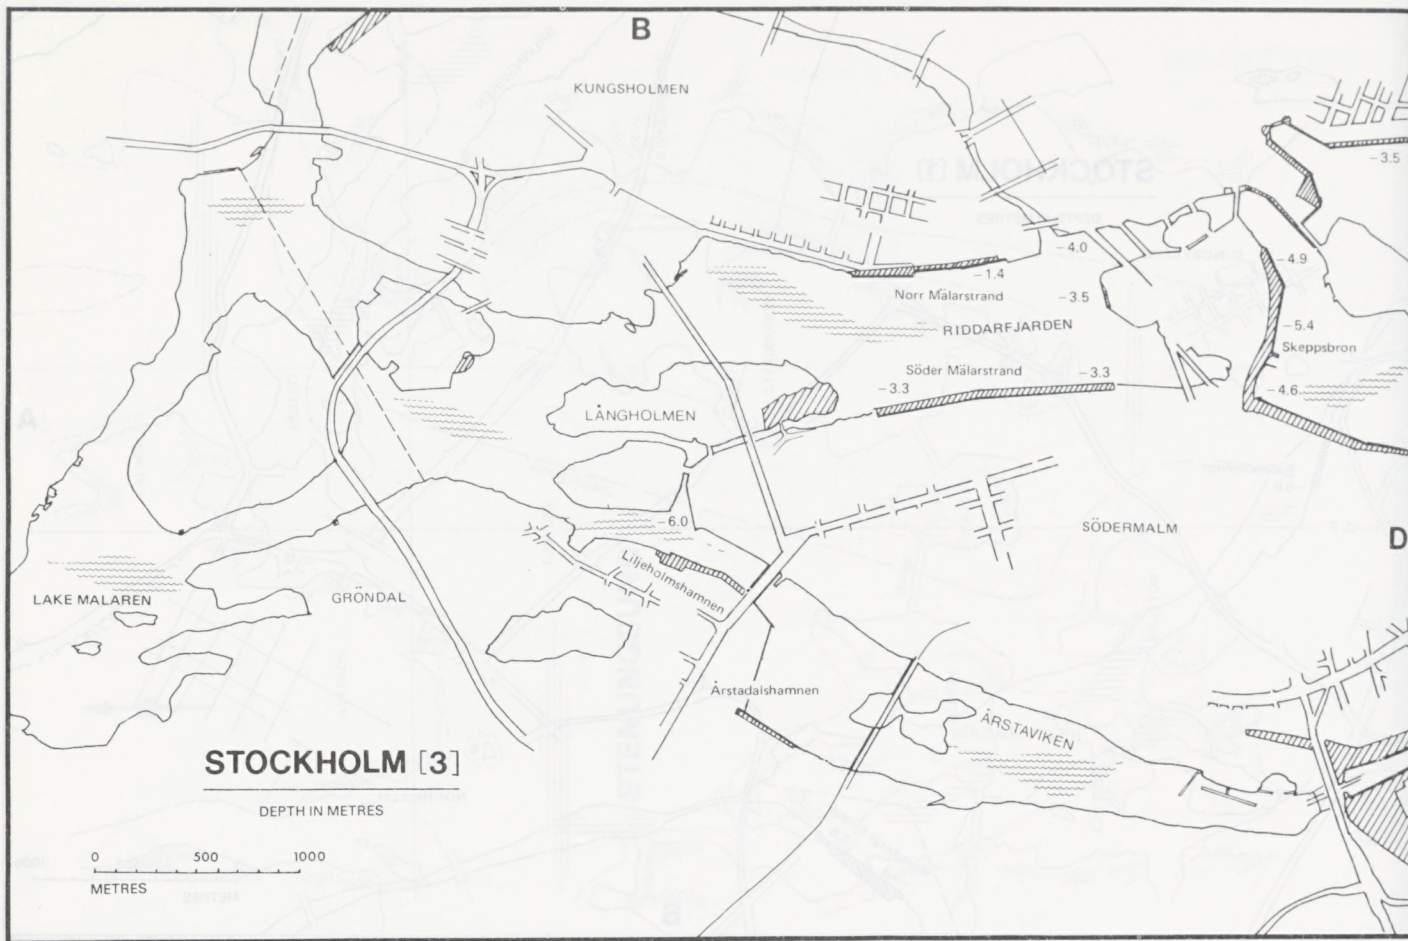 B
KUNGSHOLMEN
-3.5
-4.0
-4.9
-1.4
Norr Mälarstrand
-3.5
RIDDARFJARDEN
-5.4
Skeppsbron
Söder Mälarstrand
-3.3
-3.3
-4.6
LÅNGHOLMEN
-6.0
SÖDERMALM
D
Liljeholmshamnen
LAKE MALAREN
GRÖNDAL
Årstadalshamnen
ÅRSTAVIKEN
STOCKHOLM [3]
DEPTH IN METRES
0 500 1000
METRES